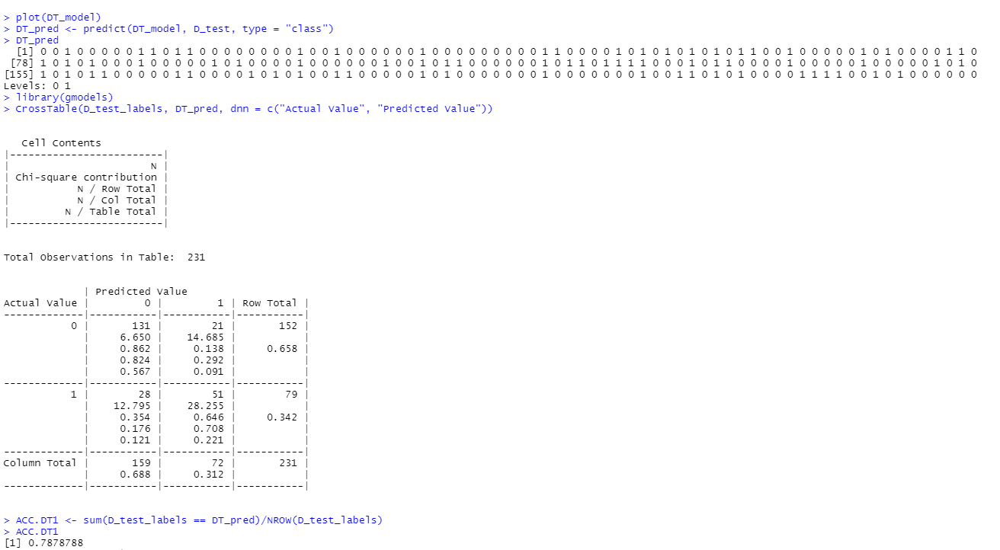 > plot(DT_model)
> DT_pred <- predict(DT_model, D_test, type = "class")
> DT_pred
[1] 0 0 1 0 0 0 0 0 1 1 0 1 1 0 0 0 0 0 0 0 0 1 0 0 1 0 0 0 0 0 0 1 0 0 0 0 0 0 0 0 0 1 1 0 0 0 0 1 0 1 0 1 0 1 0 1 0 1 1 0 0 1 0 0 0 0 0 1 0 1 0 0 0 0 1 1 0
[78] 1 0 1 0 1 0 0 0 1 0 0 0 0 0 1 0 1 0 0 0 0 1 0 0 0 0 0 0 1 0 0 1 0 1 1 0 0 0 0 0 0 0 1 0 1 1 0 1 1 1 1 0 0 0 1 0 1 1 0 0 0 0 1 0 0 0 0 1 0 0 0 0 0 1 0 1 0
[155] 1 0 1 0 1 1 0 0 0 0 0 1 1 0 0 0 0 1 0 1 0 1 0 0 1 1 0 0 0 0 0 1 0 1 0 0 0 0 0 0 0 1 0 0 0 0 0 0 0 1 0 0 1 1 0 1 0 1 0 0 0 0 1 1 1 1 0 0 1 0 1 0 0 0 0 0 0
Levels: 0 1
> library(gmodels)
> CrossTable(D_test_labels, DT_pred, dnn = c("Actual Value", "Predicted Value"))
Cell Contents
|-------------------------|
| N |
| Chi-square contribution |
| N / Row Total |
| N / Col Total |
| N / Table Total |
|-------------------------|
Total Observations in Table: 231
| Predicted Value
Actual Value | 0 | 1 | Row Total |
-------------|-----------|-----------|-----------|
0 | 131 | 21 | 152 |
| 6.650 | 14.685 | |
| 0.862 | 0.138 | 0.658 |
| 0.824 | 0.292 | |
| 0.567 | 0.091 | |
-------------|-----------|-----------|-----------|
1 | 28 | 51 | 79 |
| 12.795 | 28.255 | |
| 0.354 | 0.646 | 0.342 |
| 0.176 | 0.708 | |
| 0.121 | 0.221 | |
-------------|-----------|-----------|-----------|
Column Total | 159 | 72 | 231 |
| 0.688 | 0.312 | |
-------------|-----------|-----------|-----------|
> ACC.DT1 <- sum(D_test_labels == DT_pred)/NROW(D_test_labels)
> ACC.DT1
[1] 0.7878788